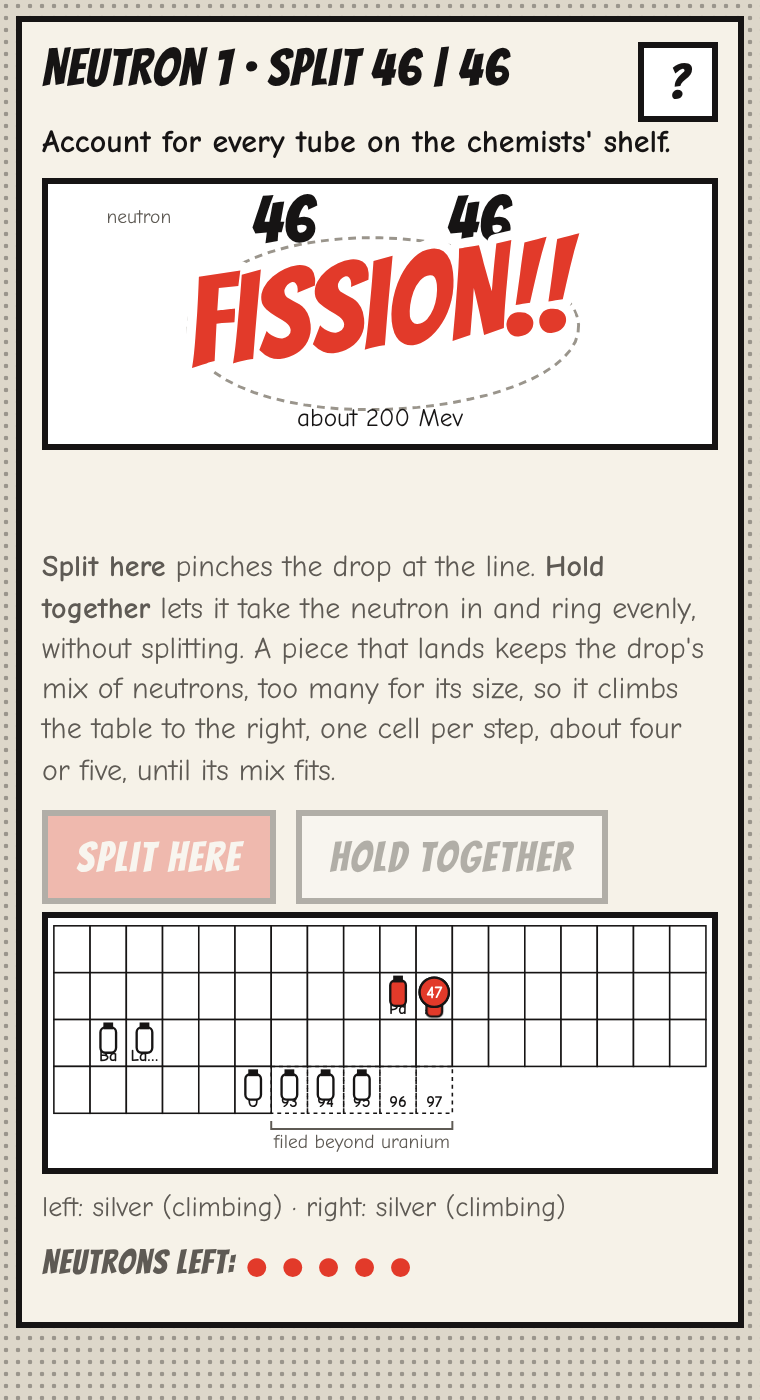 NEUTRON 1 • SPLIT 46 | 46
?
Account for every tube on the chemists' shelf.
neutron
46 46
FISSION!!
about 200 Mev
Split here pinches the drop at the line. Hold
together lets it take the neutron in and ring evenly,
without splitting. A piece that lands keeps the drop's
mix of neutrons, too many for its size, so it climbs
the table to the right, one cell per step, about four
or five, until its mix fits.
SPLIT HERE HOLD TOGETHER
Pd 47
Ba La...
93 94 95 96 97
filed beyond uranium
left: silver (climbing) · right: silver (climbing)
NEUTRONS LEFT: